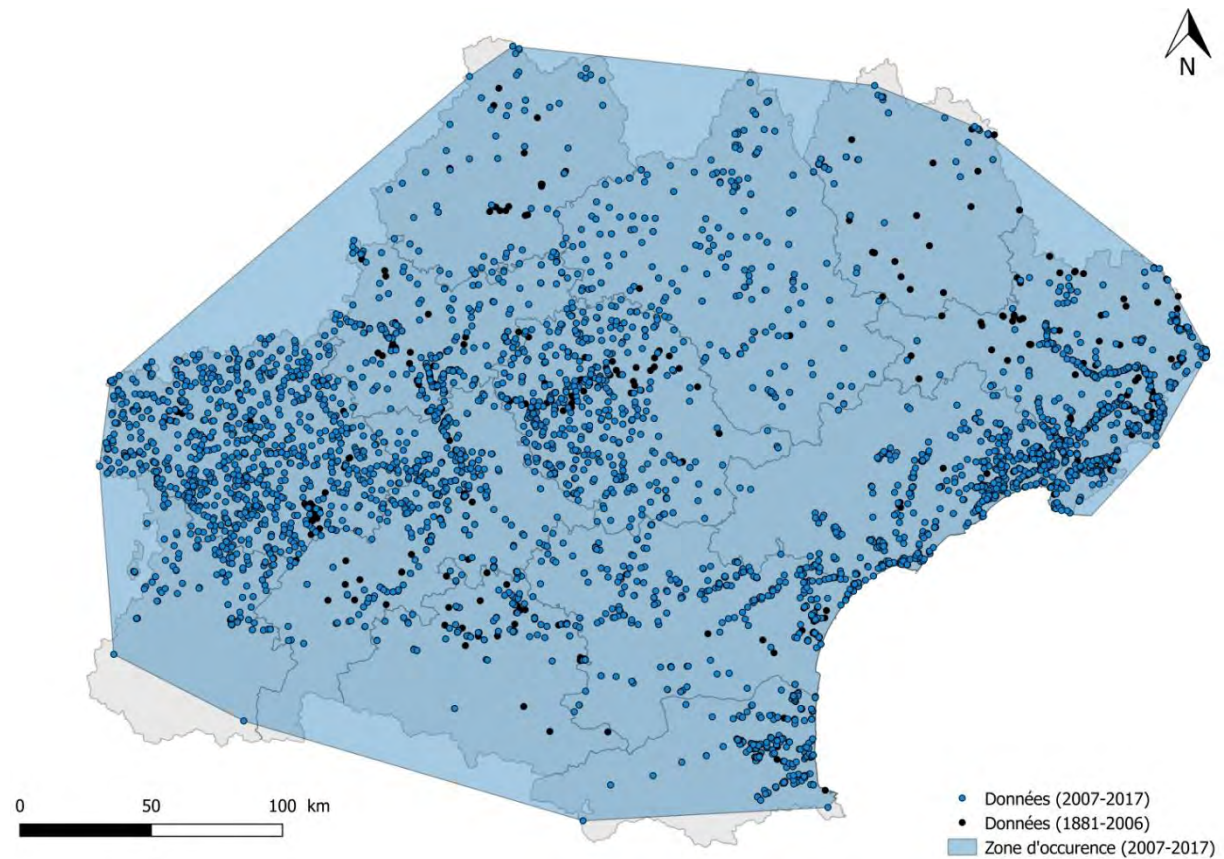 N
0 50 100 km
Données (2007-2017)
Données (1881-2006)
Zone d'occurence (2007-2017)